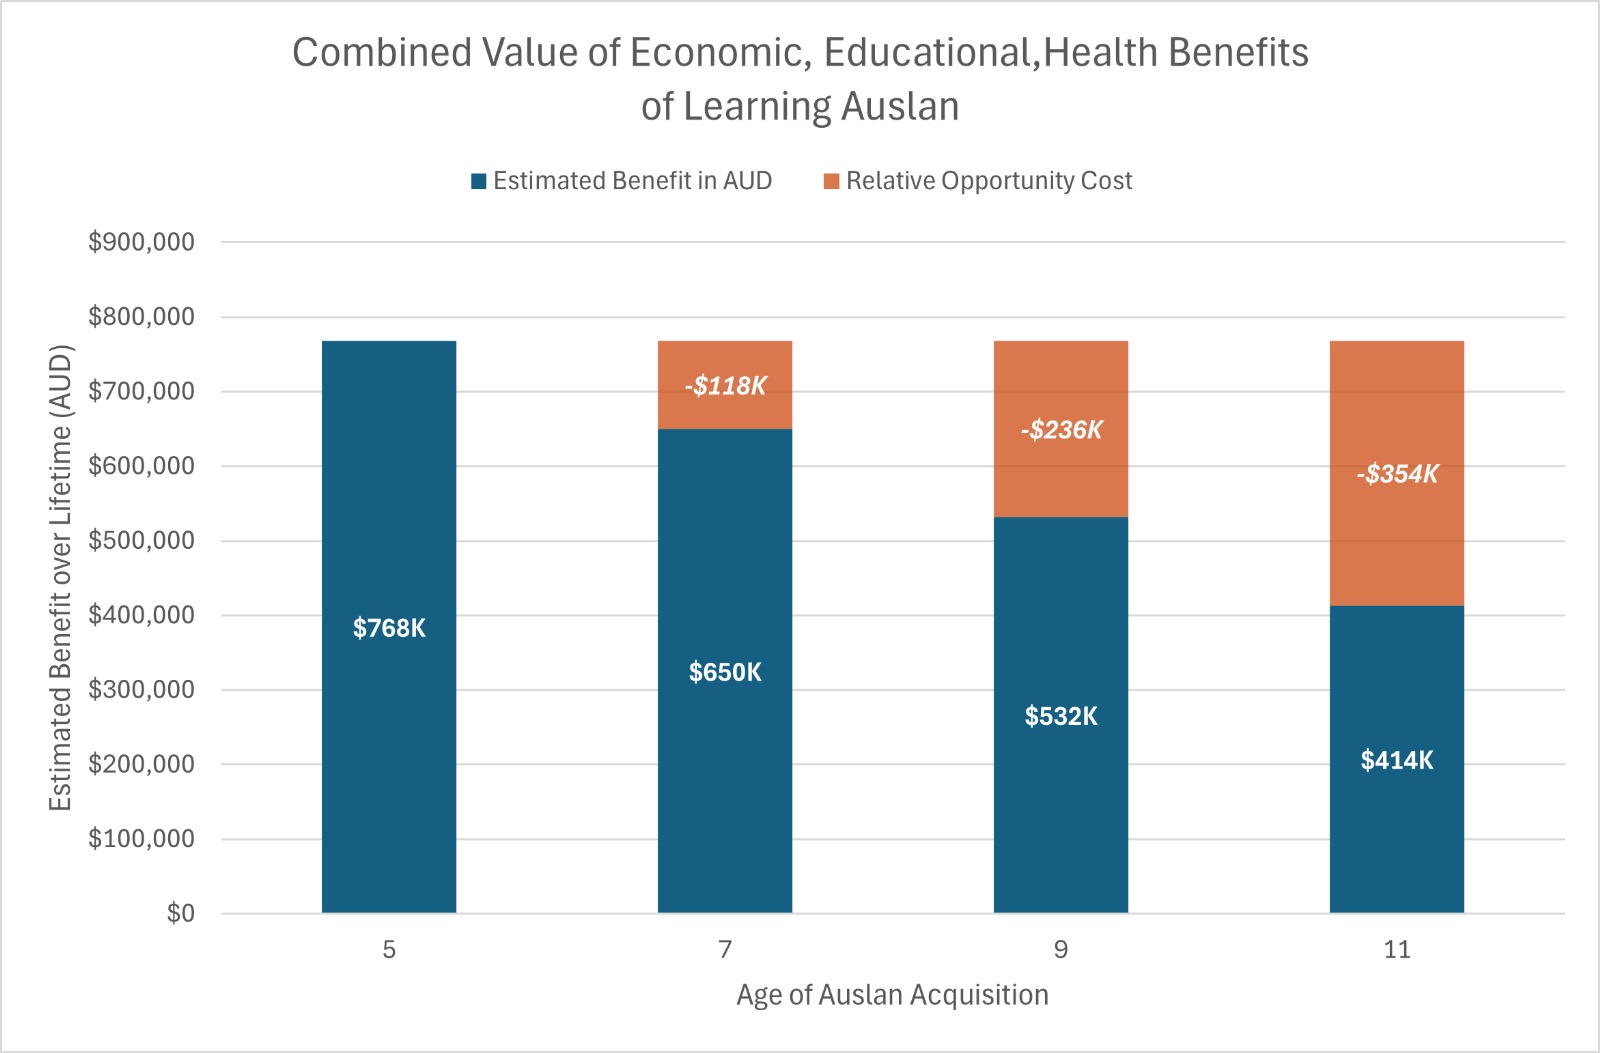 Combined Value of Economic, Educational,Health Benefits
of Learning Auslan
Estimated Benefit in AUD
Relative Opportunity Cost
Estimated Benefit over Lifetime (AUD)
$900,000
$800,000
$700,000
$600,000
$500,000
$400,000
$300,000
$200,000
$100,000
$0
$768K
-$118K
$650K
-$236K
$532K
-$354K
$414K
5
7
9
11
Age of Auslan Acquisition